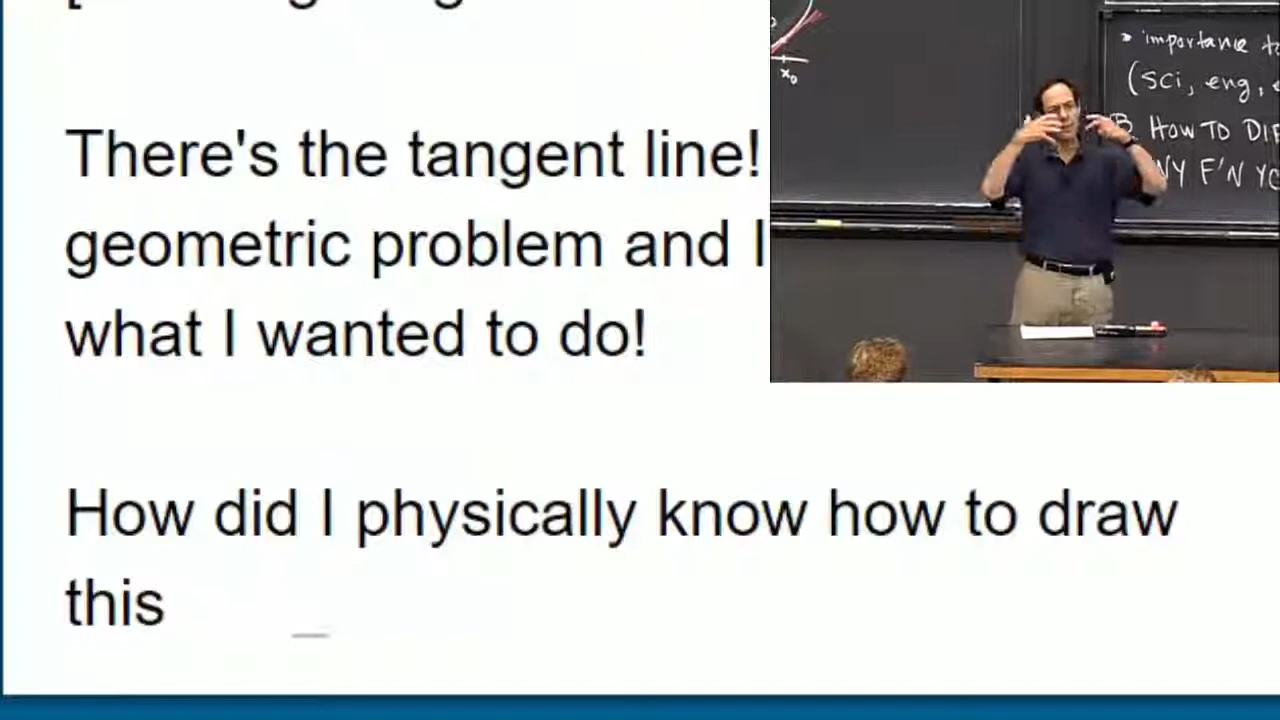 There's the tangent line!
geometric problem and I
what I wanted to do!
How did I physically know how to draw
this
x0
importance
(sci, eng,
B. HOW TO
F'N